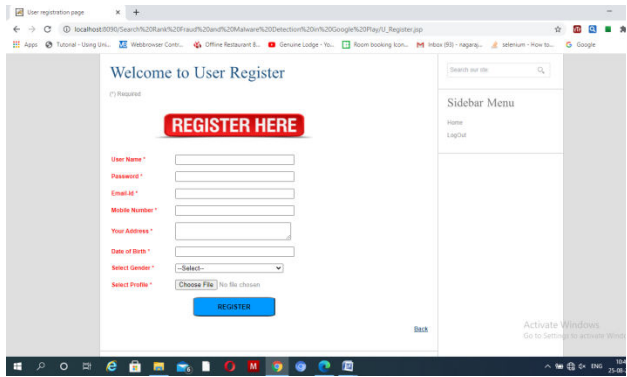 User registration page
localhost:8090/Search%20Rank%20Fraud%20and%20Malware%20Detection%20in%20Google%20Play/U_Register.jsp
Apps Tutorial - Using Uni... Webbrowser Contr... Offline Restaurant B... Genuine Lodge - Yo... Room booking Icon... M Inbox (93) - nagaraj... selenium - How to... G Google
Welcome to User Register
(*) Required
REGISTER HERE
User Name *
Password *
Email-Id *
Mobile Number *
Your Address *
Date of Birth *
Select Gender * --Select--
Select Profile * Choose File No file chosen
REGISTER
Back
Search our site
Sidebar Menu
Home
LogOut
Activate Windows
Go to Settings to activate
ENG